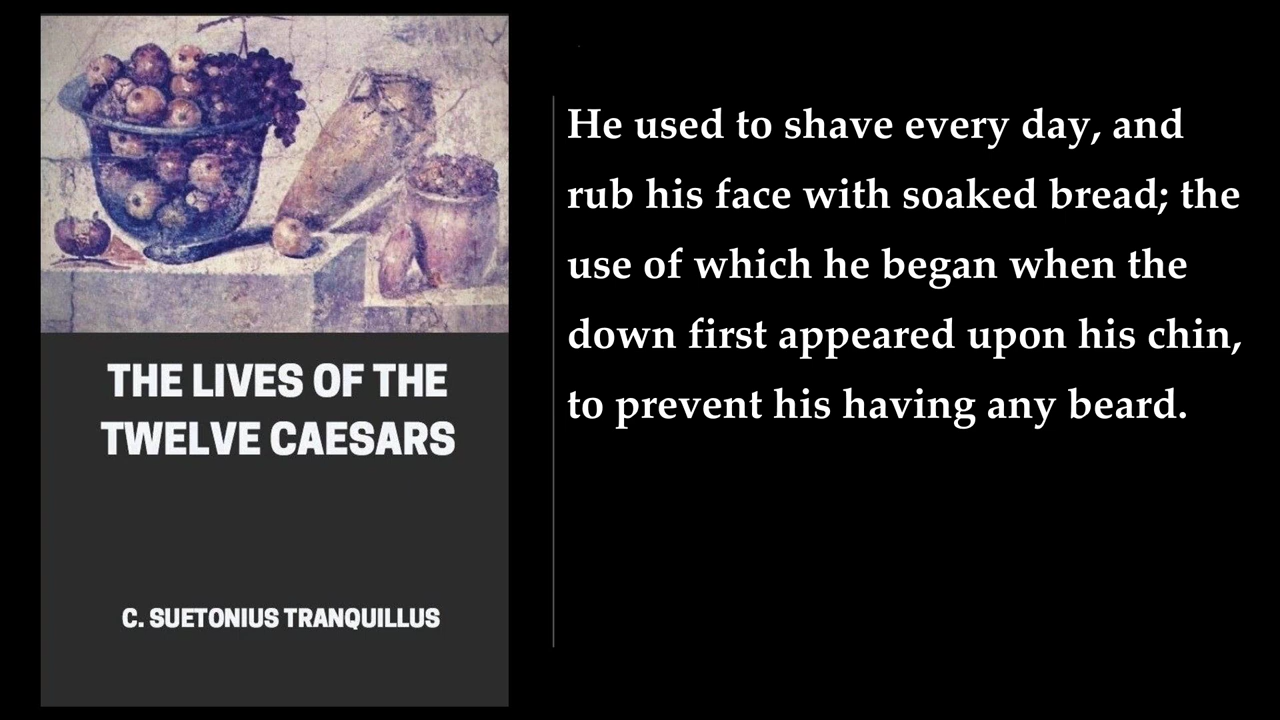 THE LIVES OF THE
TWELVE CAESARS
C. SUETONIUS TRANQUILLUS
He used to shave every day, and
rub his face with soaked bread; the
use of which he began when the
down first appeared upon his chin,
to prevent his having any beard.